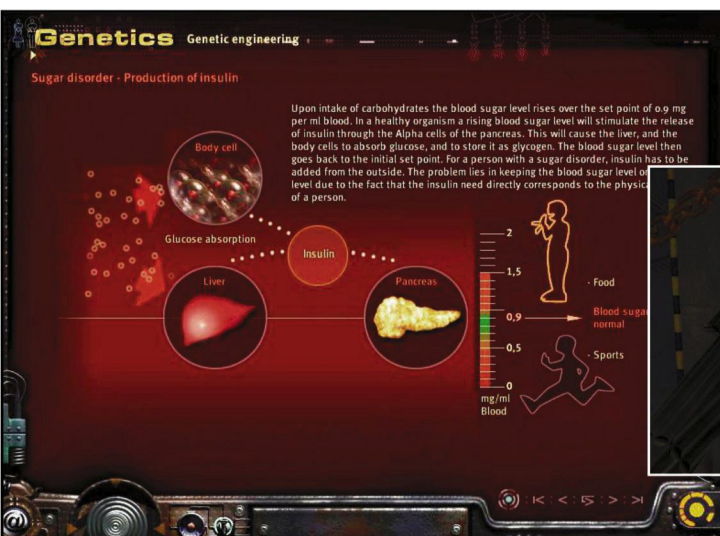 Genetics Genetic engineering
Sugar disorder - Production of insulin
Upon intake of carbohydrates the blood sugar level rises over the set point of 0.9 mg
per ml blood. In a healthy organism a rising blood sugar level will stimulate the release
of insulin through the Alpha cells of the pancreas. This will cause the liver, and the
body cells to absorb glucose, and to store it as glycogen. The blood sugar level then
goes back to the initial set point. For a person with a sugar disorder, insulin has to be
added from the outside. The problem lies in keeping the blood sugar level
level due to the fact that the insulin need directly corresponds to the
of a person.
Body cell
Glucose absorption
Insulin
Liver
Pancreas
2
1,5
0,9
0,5
0
mg/ml
Blood
- Food
Blood
normal
- Sports
@